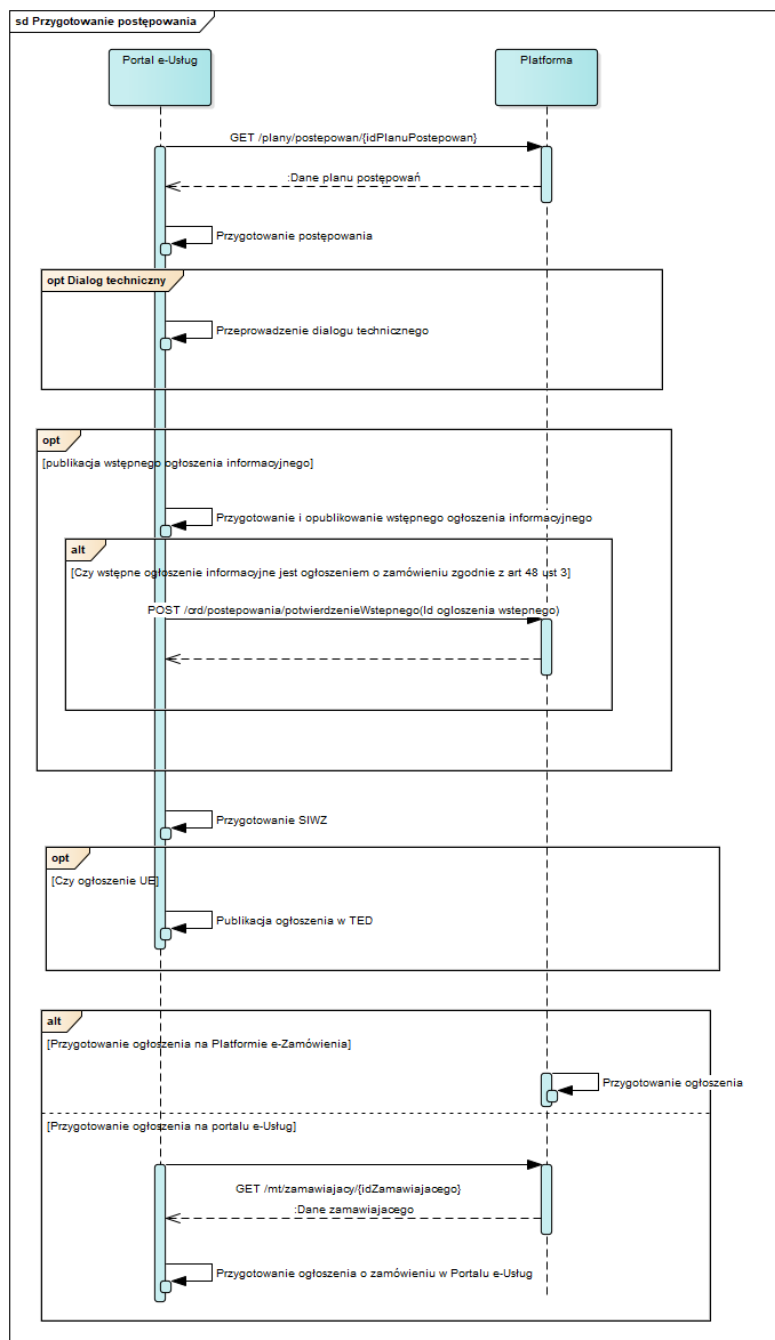 sd Przygotowanie postępowania
Portal e-Usług
Platforma
GET /plany/postepowan/{idPlanuPostepowan}
:Dane planu postępowań
Przygotowanie postępowania
opt Dialog techniczny
Przeprowadzenie dialogu technicznego
opt
[publikacja wstępnego ogłoszenia informacyjnego]
Przygotowanie i opublikowanie wstępnego ogłoszenia informacyjnego
alt
[Czy wstępne ogłoszenie informacyjne jest ogłoszeniem o zamówieniu zgodnie z art 48 ust 3]
POST /ord/postepowania/potwierdzenieWstepnego(Id ogloszenia wstepnego)
Przygotowanie SIWZ
opt
[Czy ogłoszenie UE]
Publikacja ogłoszenia w TED
alt
[Przygotowanie ogłoszenia na Platformie e-Zamówienia]
Przygotowanie ogłoszenia
[Przygotowanie ogłoszenia na portalu e-Usług]
GET /mt/zamawiajacy/{idZamawiajacego}
:Dane zamawiajacego
Przygotowanie ogłoszenia o zamówieniu w Portalu e-Usług